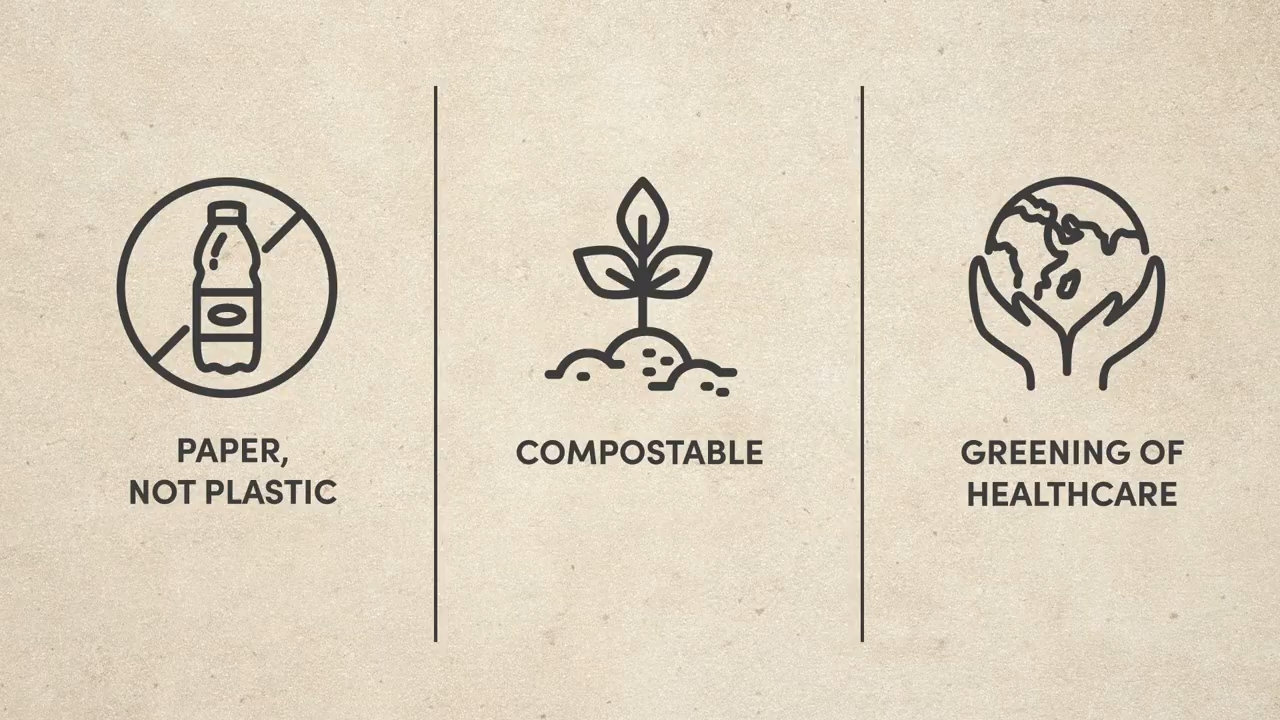 PAPER,
NOT PLASTIC
COMPOSTABLE
GREENING OF
HEALTHCARE